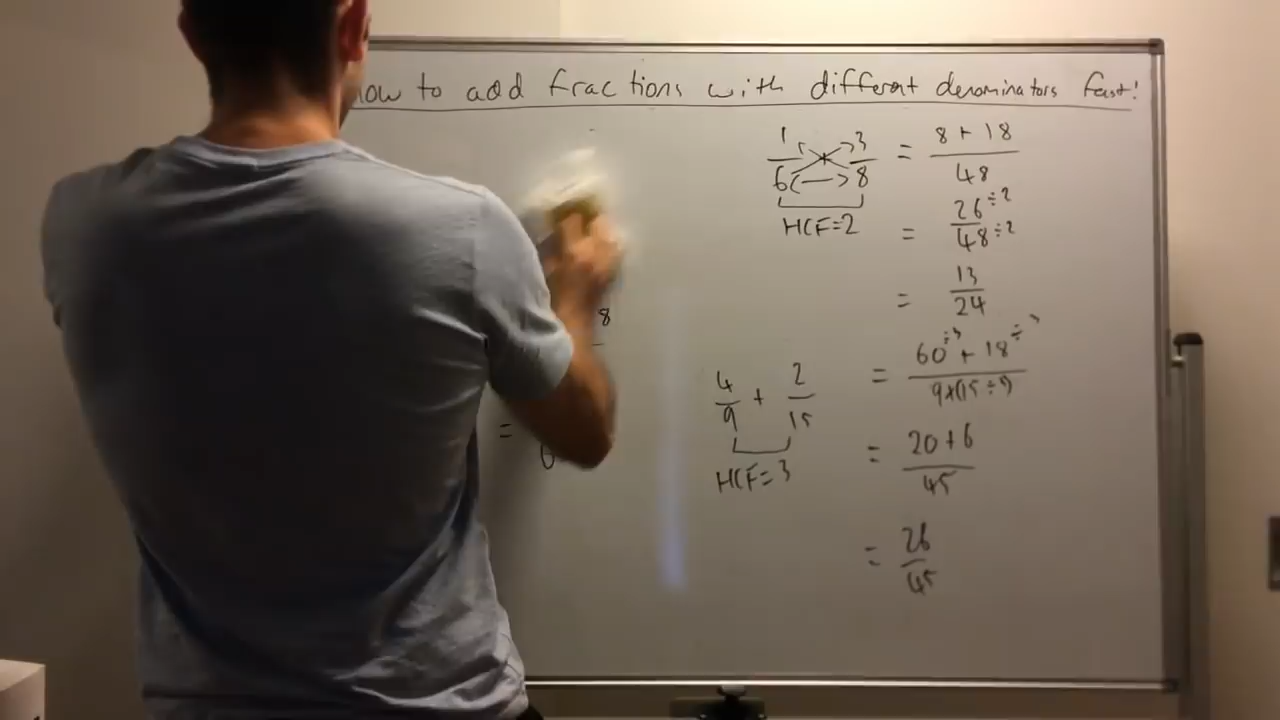 how to add fractions with different denominators fast!
1/6 3/8 = 8 + 18 / 48
HCF=2
= 26 ÷2 / 48 ÷2
= 13/24
4/9 + 2/15 = 60 ÷3 + 18 ÷3 / 9×(15÷3)
HCF=3
= 20+6 / 45
= 26/45
8
=
6